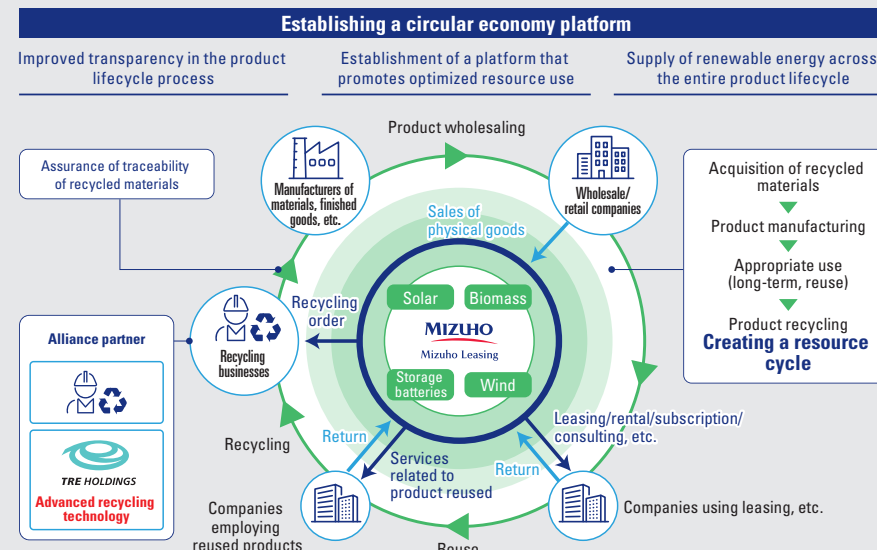 Establishing a circular economy platform
Improved transparency in the product
lifecycle process
Establishment of a platform that
promotes optimized resource use
Supply of renewable energy across
the entire product lifecycle
Product wholesaling
Assurance of traceability
of recycled materials
Manufacturers of
materials, finished
goods, etc.
Wholesale/
retail companies
Sales of
physical goods
Acquisition of recycled
materials
Product manufacturing
Appropriate use
(long-term, reuse)
Product recycling
Creating a resource
cycle
Solar
Biomass
MIZUHO
Mizuho Leasing
Storage
batteries
Wind
Recycling
order
Recycling
businesses
Alliance partner
TRE HOLDINGS
Advanced recycling
technology
Recycling
Return
Services
related to
product reused
Return
Leasing/rental/subscription/
consulting, etc.
Companies
employing
reused products
Companies using leasing, etc.
Reuse